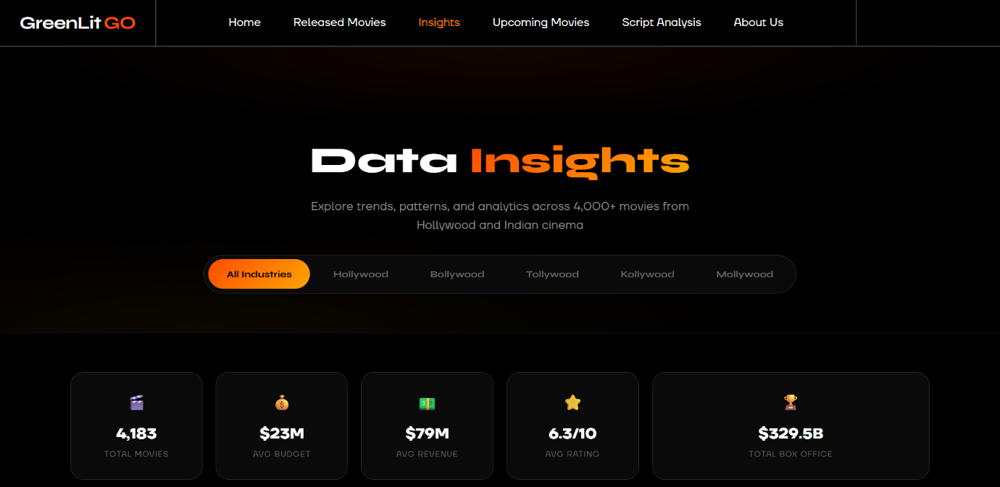 GreenLit GO
Home
Released Movies
Insights
Upcoming Movies
Script Analysis
About Us
Data Insights
Explore trends, patterns, and analytics across 4,000+ movies from
Hollywood and Indian cinema
All Industries
Hollywood
Bollywood
Tollywood
Kollywood
Mollywood
4,183
TOTAL MOVIES
$23M
AVG BUDGET
$79M
AVG REVENUE
6.3/10
AVG RATING
$329.5B
TOTAL BOX OFFICE